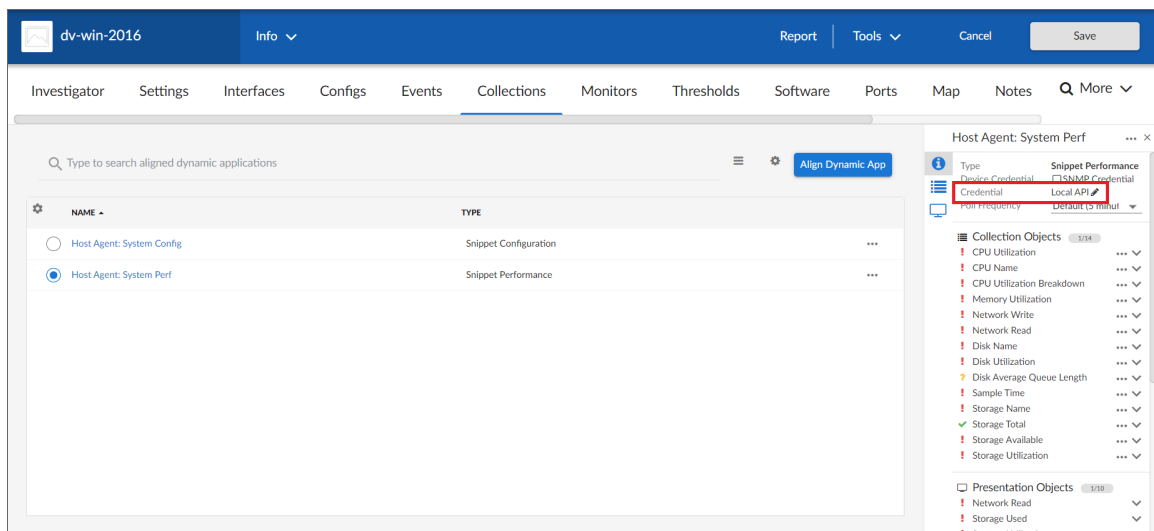 dv-win-2016 Info Report Tools Cancel Save
Investigator Settings Interfaces Configs Events Collections Monitors Thresholds Software Ports Map Notes More
Type to search aligned dynamic applications Align Dynamic App
NAME TYPE
Host Agent: System Config Snippet Configuration ...
Host Agent: System Perf Snippet Performance ...
Host Agent: System Perf ... ×
Type Snippet Performance
Device Credential SNMP Credential
Credential Local API
Poll Frequency Default (5 minut
Collection Objects 1/14
! CPU Utilization ...
! CPU Name ...
! CPU Utilization Breakdown ...
! Memory Utilization ...
! Network Write ...
! Network Read ...
! Disk Name ...
! Disk Utilization ...
? Disk Average Queue Length ...
! Sample Time ...
! Storage Name ...
Storage Total ...
! Storage Available ...
! Storage Utilization ...
Presentation Objects 1/10
! Network Read
! Storage Used